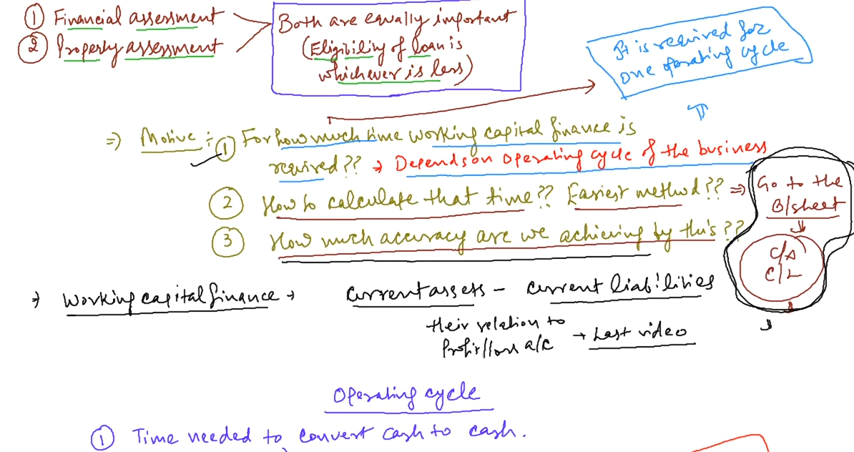 ① Financial assessment
② Property assessment
Both are equally important
(Eligibility of loan is
whichever is less)
It is required for
one operating cycle
⇒ Motive :- ① For how much time working capital finance is
required?? → Depends on operating cycle of the business
② How to calculate that time?? Easiest method?? ⇒ Go to the
B/sheet
③ How much accuracy are we achieving by this??
C/A
C/L
⇒ Working capital finance → Current assets - Current liabilities
their relation to
Profit/loss a/c → Last video
Operating cycle
① Time needed to convert cash to cash.